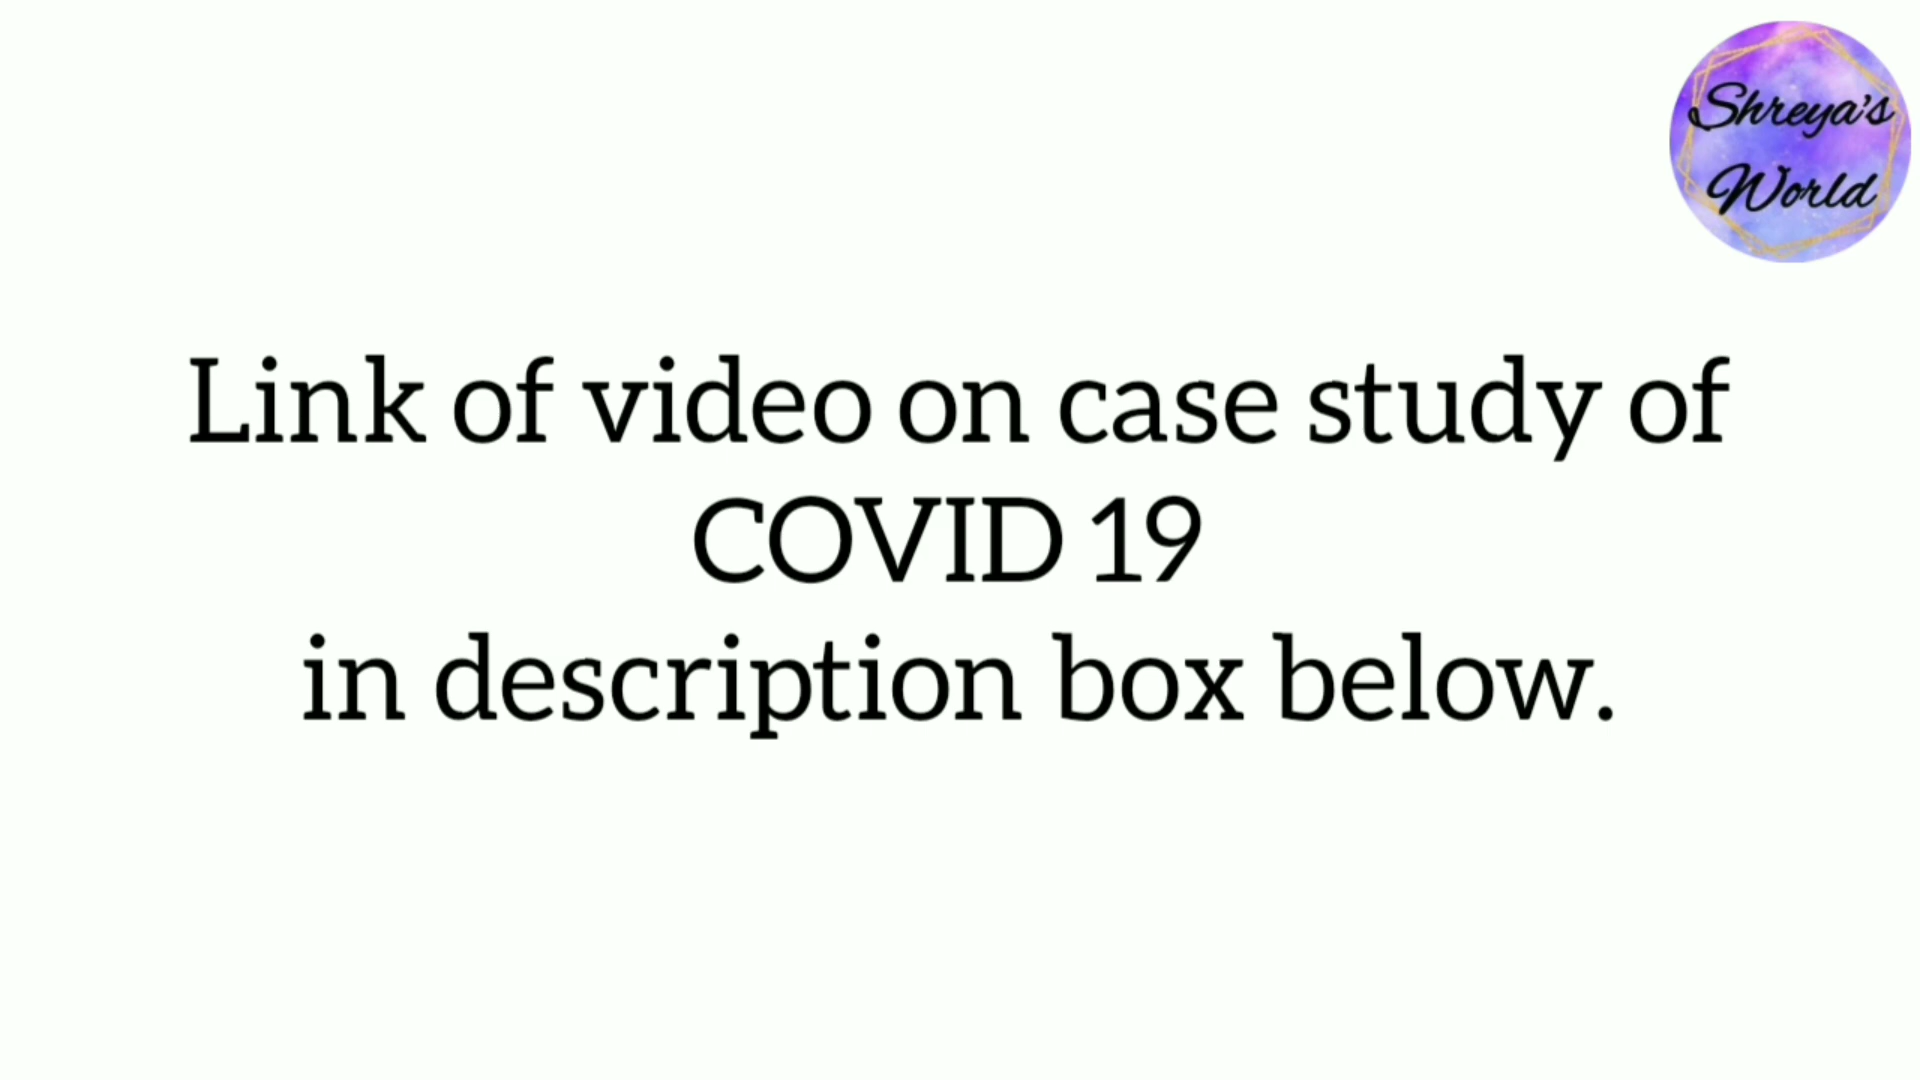 Shreya's
World
Link of video on case study of
COVID 19
in description box below.